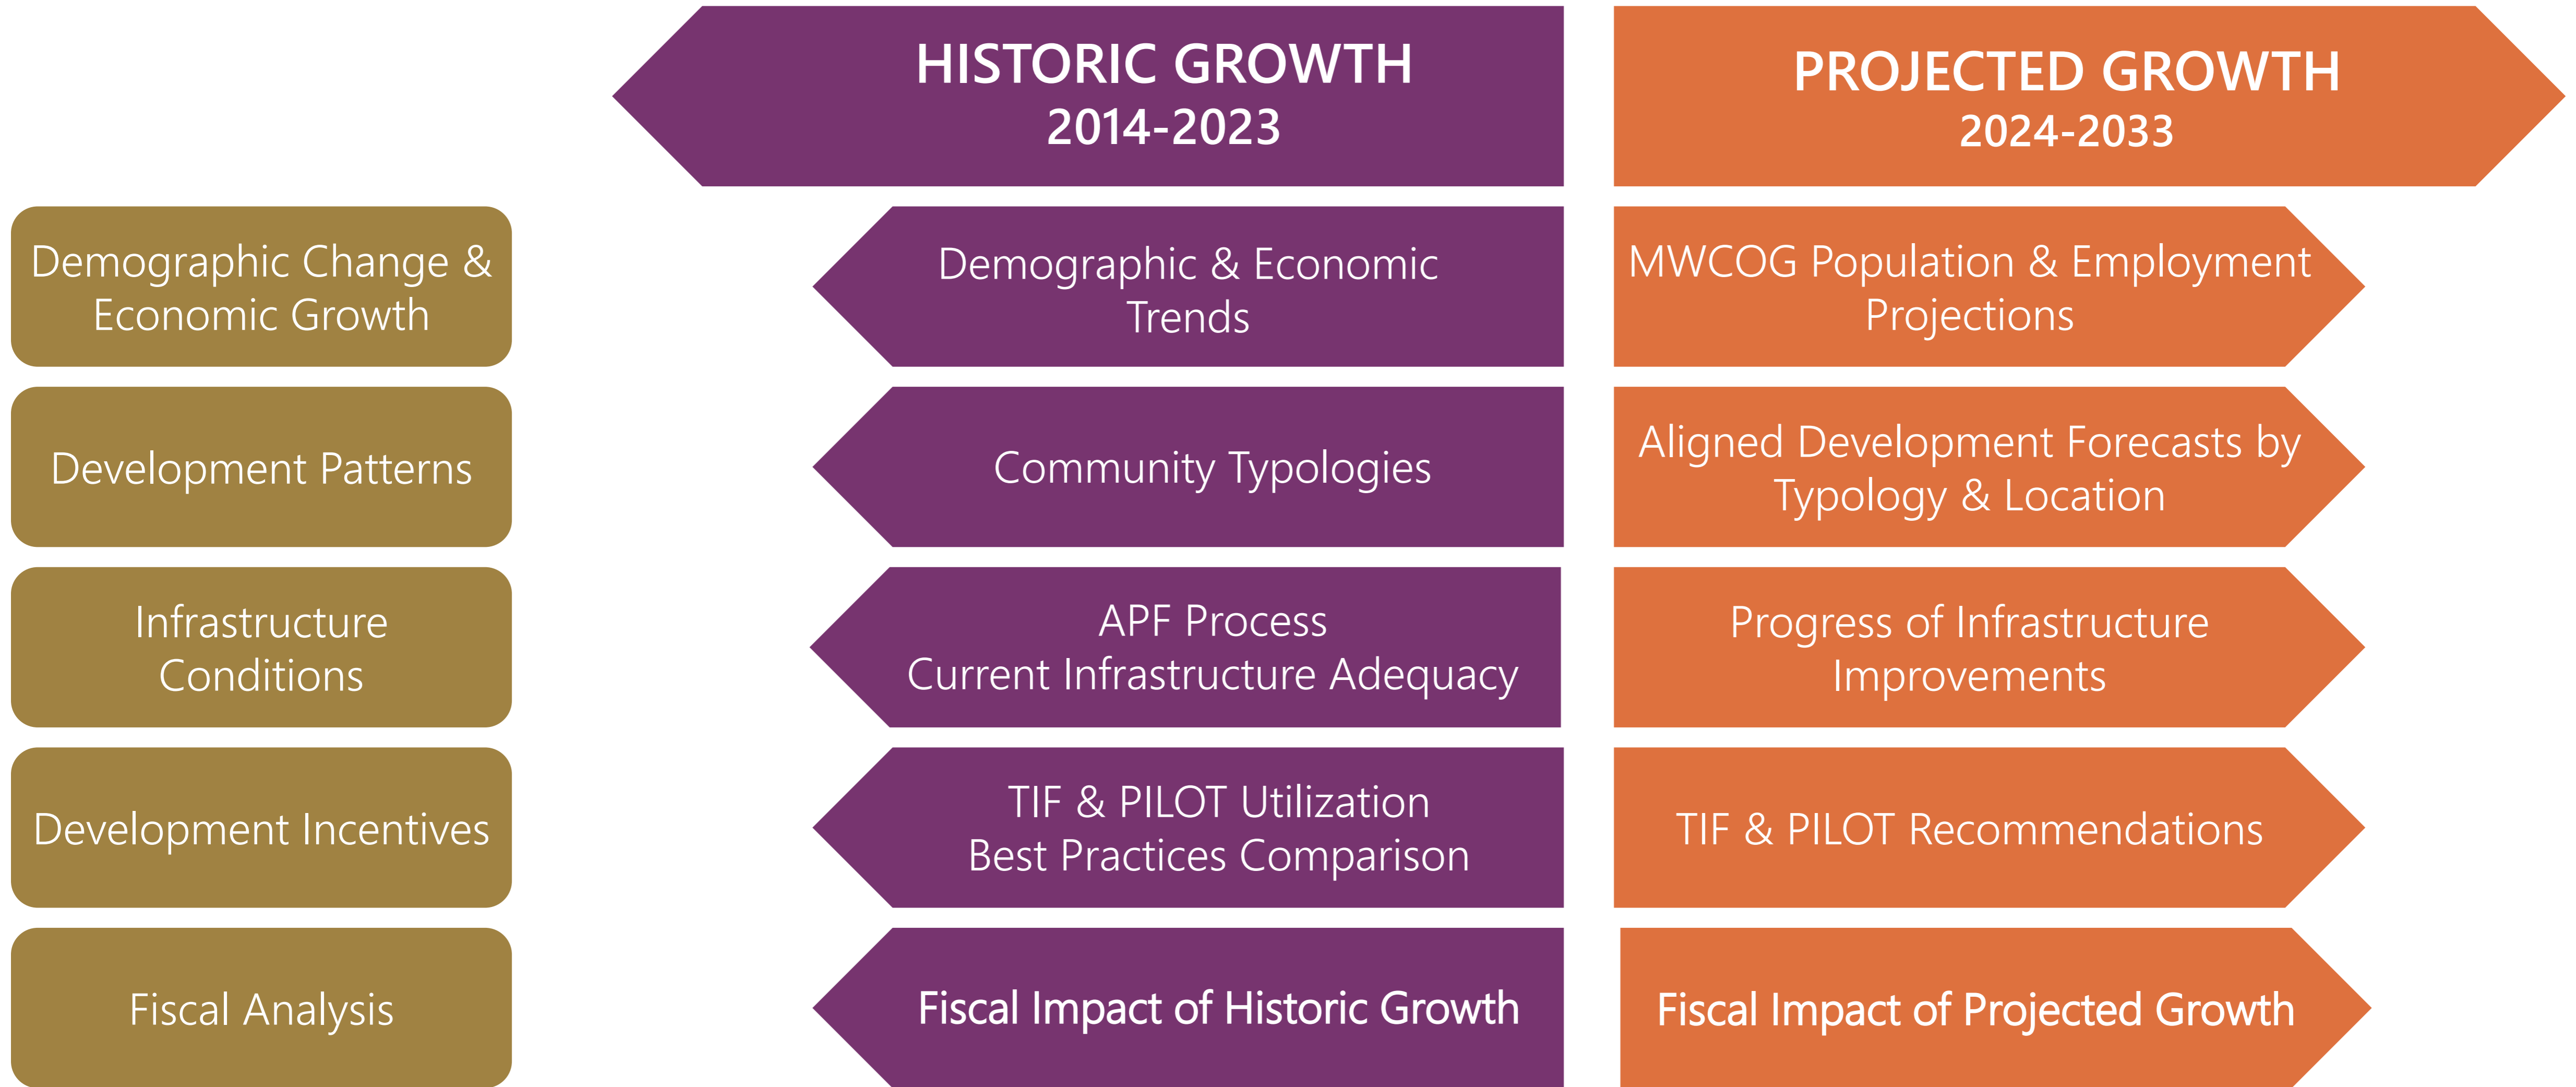 HISTORIC GROWTH
2014-2023
PROJECTED GROWTH
2024-2033
Demographic Change &
Economic Growth
Demographic & Economic
Trends
MWCOG Population & Employment
Projections
Development Patterns
Community Typologies
Aligned Development Forecasts by
Typology & Location
Infrastructure
Conditions
APF Process
Current Infrastructure Adequacy
Progress of Infrastructure
Improvements
Development Incentives
TIF & PILOT Utilization
Best Practices Comparison
TIF & PILOT Recommendations
Fiscal Analysis
Fiscal Impact of Historic Growth
Fiscal Impact of Projected Growth